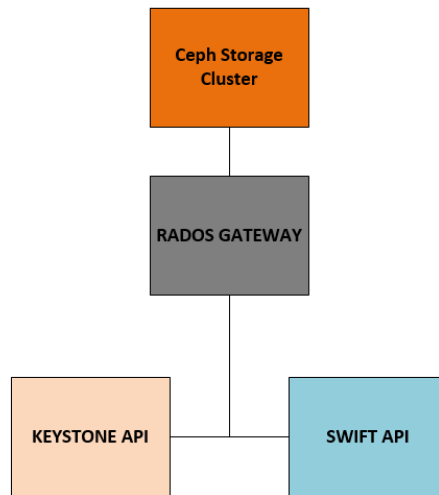 Ceph Storage
Cluster
RADOS GATEWAY
KEYSTONE API
SWIFT API